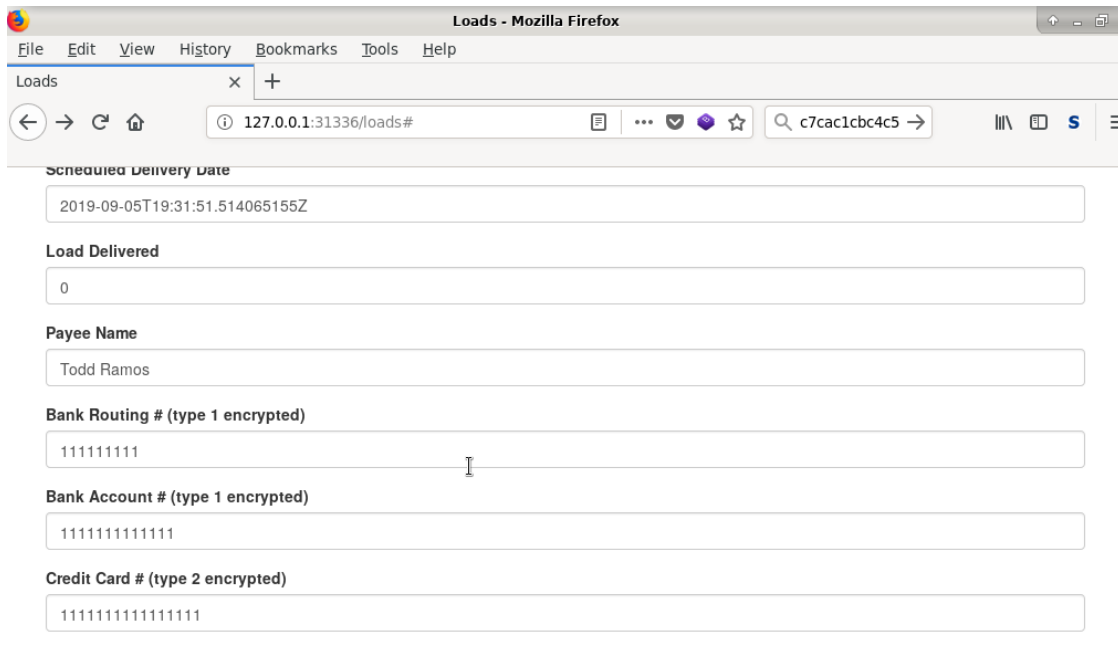 Loads - Mozilla Firefox
File Edit View History Bookmarks Tools Help
Loads
127.0.0.1:31336/loads#
c7cac1cbc4c5
S
Scheduled Delivery Date
2019-09-05T19:31:51.514065155Z
Load Delivered
0
Payee Name
Todd Ramos
Bank Routing # (type 1 encrypted)
111111111
Bank Account # (type 1 encrypted)
1111111111111
Credit Card # (type 2 encrypted)
1111111111111111